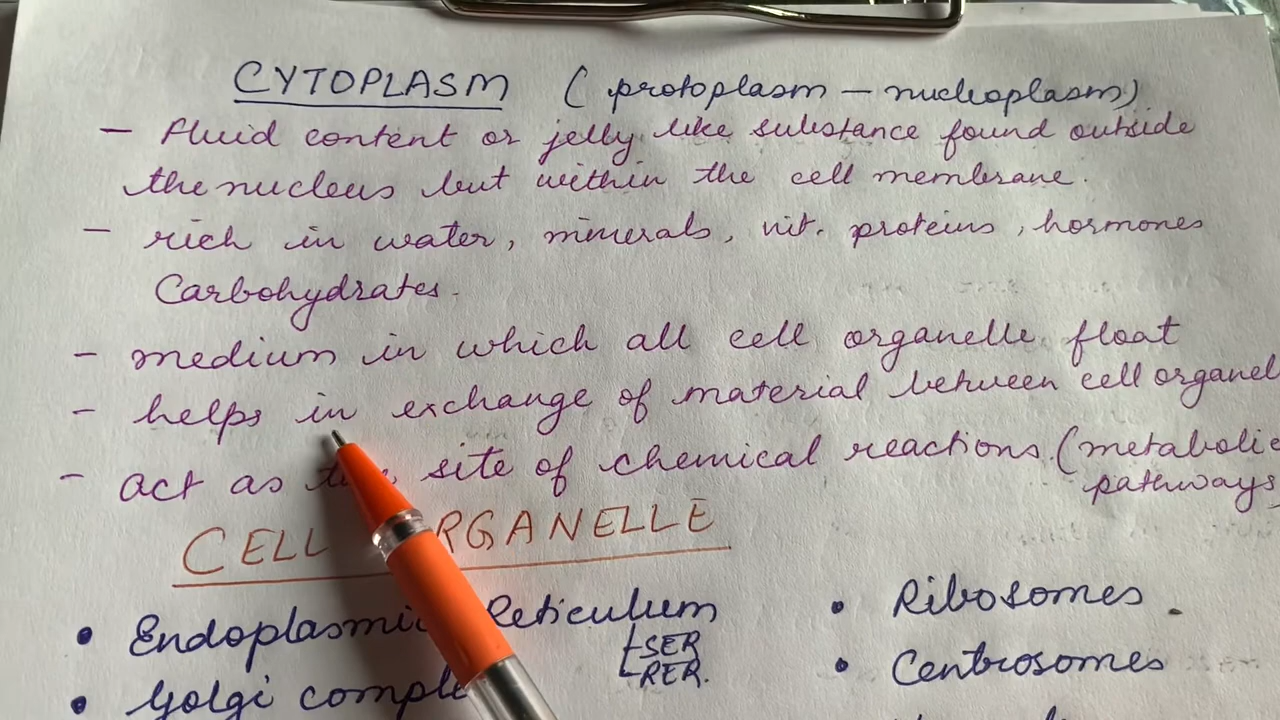 CYTOPLASM (protoplasm – nucleoplasm)
– Fluid content or jelly like substance found outside
the nucleus but within the cell membrane.
– rich in water, minerals, vit. proteins, hormones
Carbohydrates.
– medium in which all cell organelle float
– helps in exchange of material between cell organel
– act as site of chemical reactions (metabolic
pathways
CELL ORGANELLE
• Endoplasmic Reticulum
SER
RER.
• Golgi comple
• Ribosomes
• Centrosomes